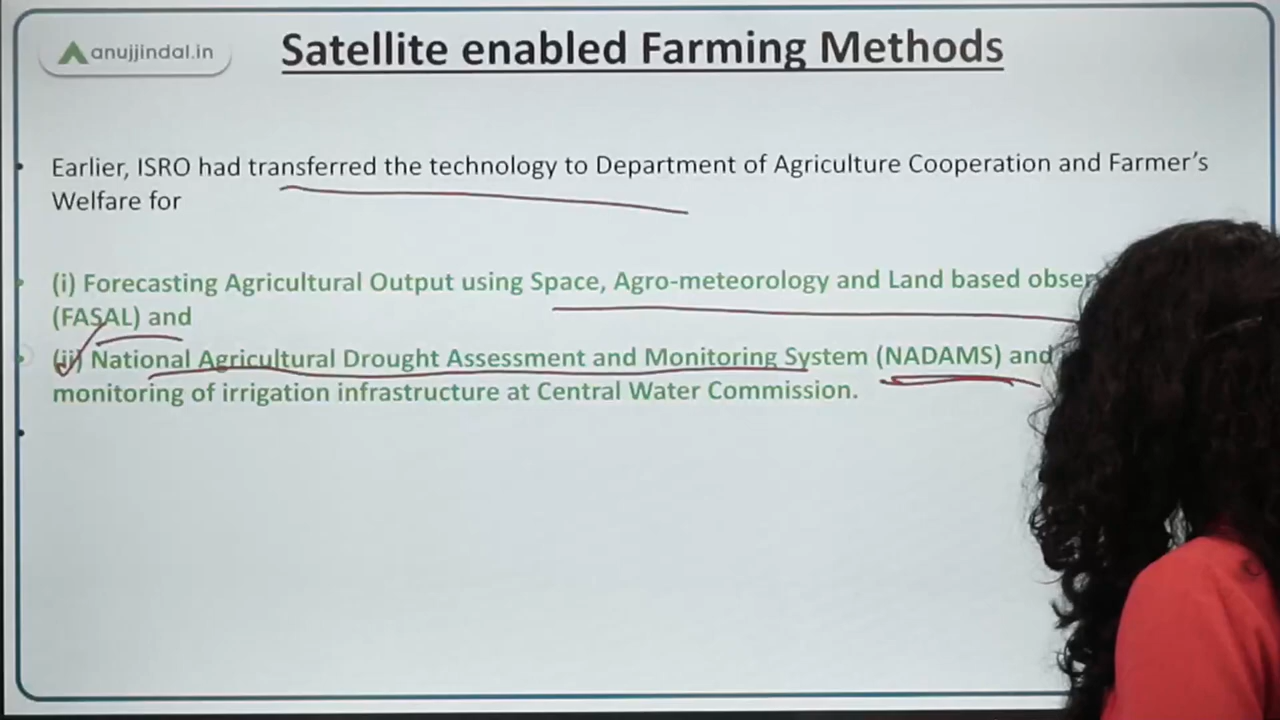 anujjindal.in
Satellite enabled Farming Methods
Earlier, ISRO had transferred the technology to Department of Agriculture Cooperation and Farmer’s
Welfare for
(i) Forecasting Agricultural Output using Space, Agro-meteorology and Land based
(FASAL) and
(ii) National Agricultural Drought Assessment and Monitoring System (NADAMS) and
monitoring of irrigation infrastructure at Central Water Commission.